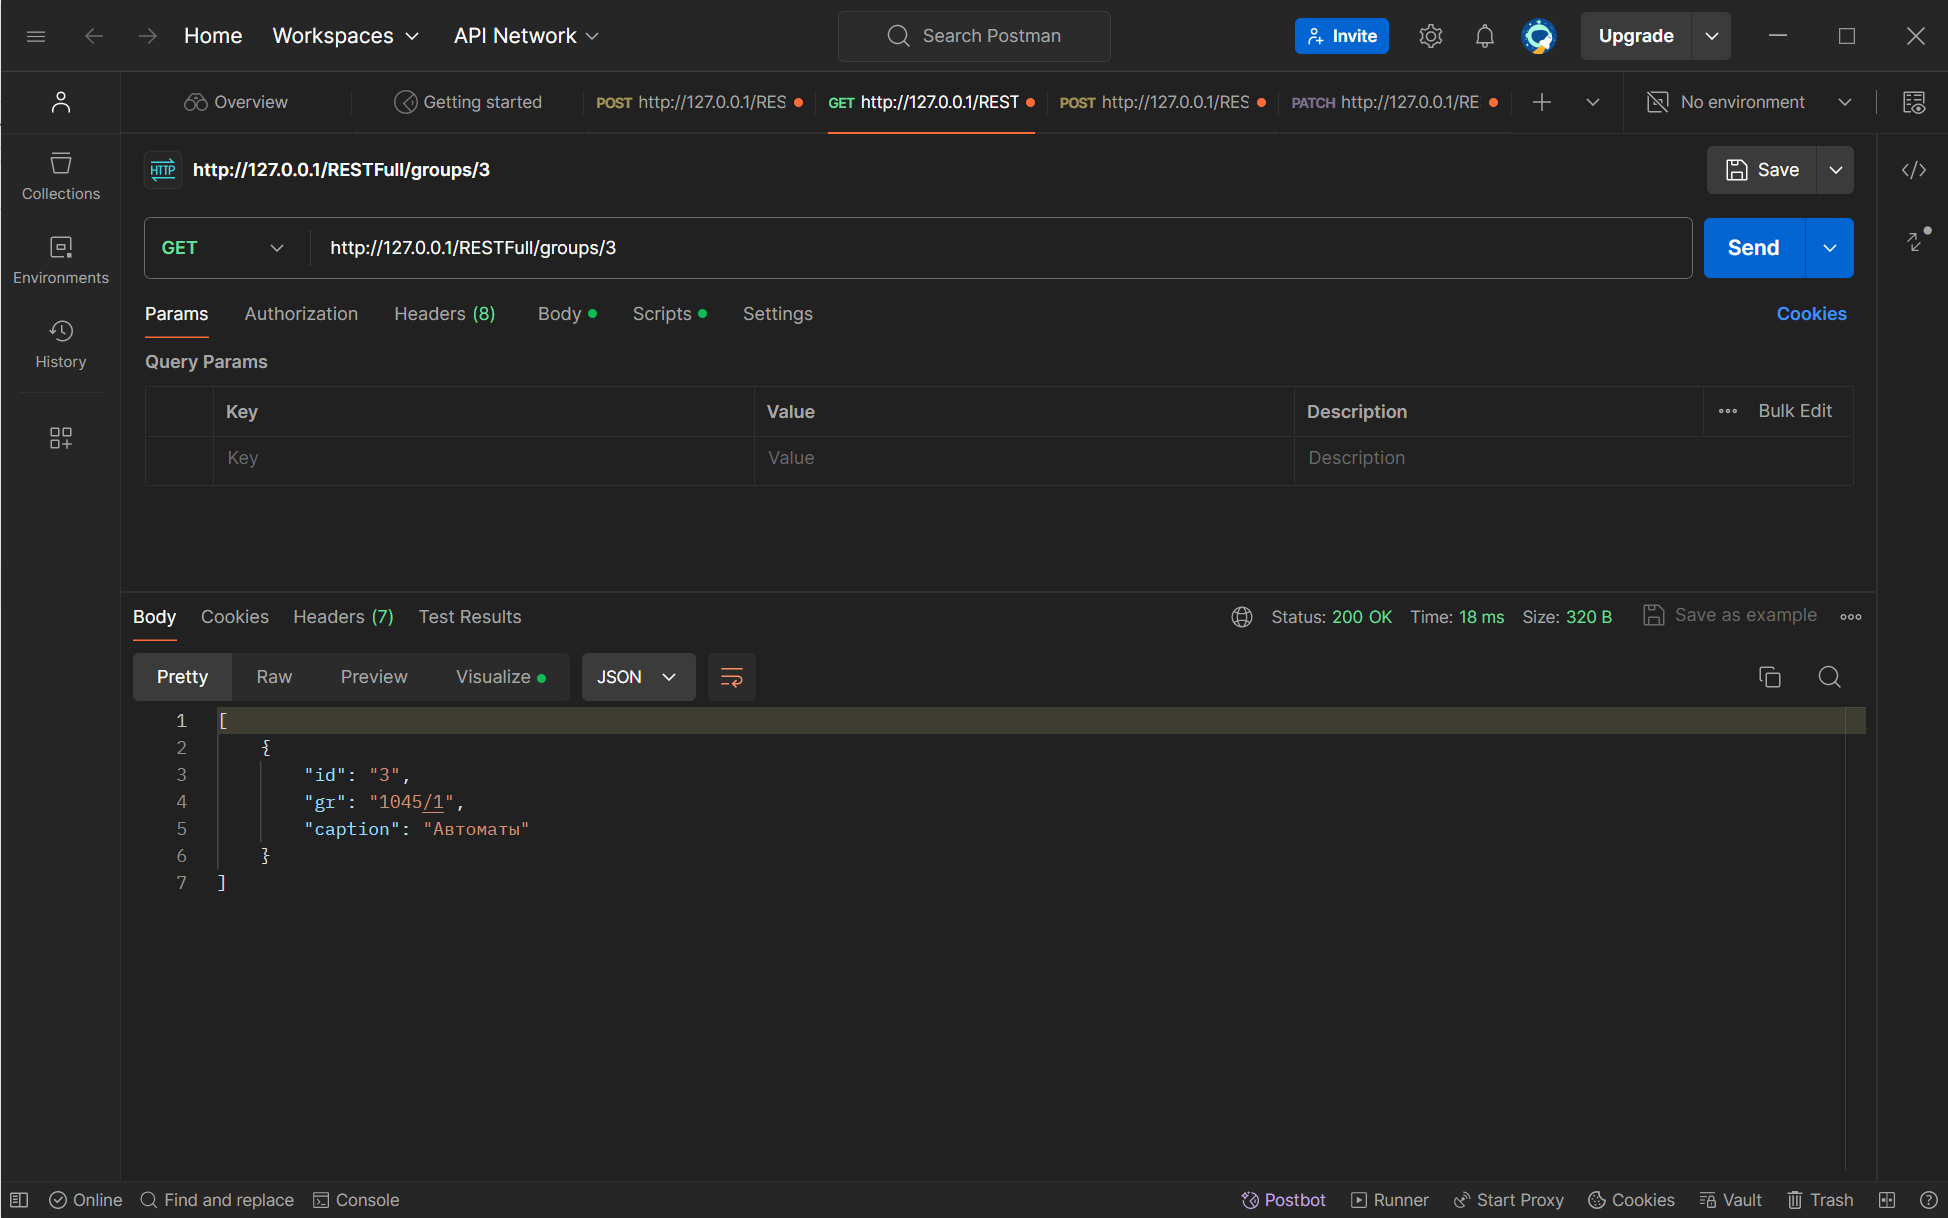 Home Workspaces API Network Search Postman Invite Upgrade
Overview Getting started POST http://127.0.0.1/RES GET http://127.0.0.1/REST POST http://127.0.0.1/RES PATCH http://127.0.0.1/RE No environment
HTTP http://127.0.0.1/RESTFull/groups/3 Save
Collections
GET http://127.0.0.1/RESTFull/groups/3 Send
Environments
Params Authorization Headers (8) Body Scripts Settings Cookies
History
Query Params
Key Value Description Bulk Edit
Key Value Description
Body Cookies Headers (7) Test Results Status: 200 OK Time: 18 ms Size: 320 B Save as example
Pretty Raw Preview Visualize JSON
1 [
2 {
3 "id": "3",
4 "gr": "1045/1",
5 "caption": "Автоматы"
6 }
7 ]
Online Find and replace Console Postbot Runner Start Proxy Cookies Vault Trash